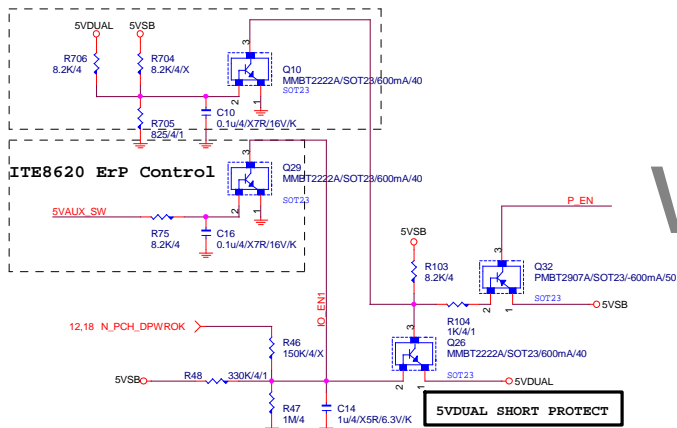 5VDUAL 5VSB
R706
8.2K/4
R704
8.2K/4/X
3
Q10
MMBT2222A/SOT23/600mA/40
SOT23
2
1
R705
825/4/1
C10
0.1u/4/X7R/16V/K
ITE8620 ErP Control
3
Q29
MMBT2222A/SOT23/600mA/40
SOT23
2
1
5VAUX_SW
R75
8.2K/4
C16
0.1u/4/X7R/16V/K
P_EN
5VSB
R103
8.2K/4
3
Q32
PMBT2907A/SOT23/-600mA/50
SOT23
2
1
5VSB
R104
1K/4/1
IO_EN1
12,18 N_PCH_DPWROK
R46
150K/4/X
3
Q26
MMBT2222A/SOT23/600mA/40
SOT23
2
1
5VDUAL
5VSB
R48
330K/4/1
R47
1M/4
C14
1u/4/X5R/6.3V/K
5VDUAL SHORT PROTECT